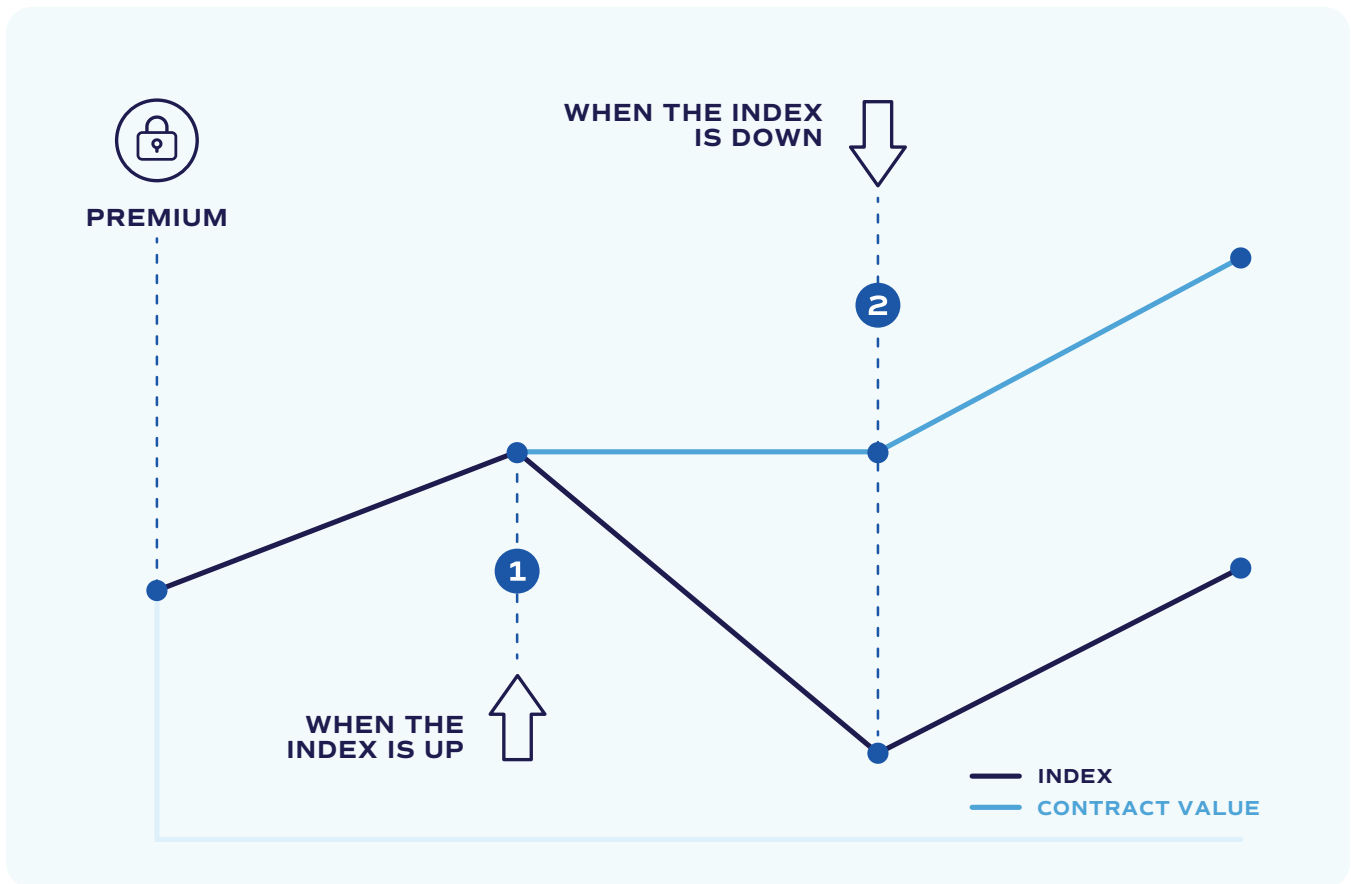 PREMIUM
WHEN THE INDEX
IS DOWN
2
1
WHEN THE
INDEX IS UP
INDEX
CONTRACT VALUE